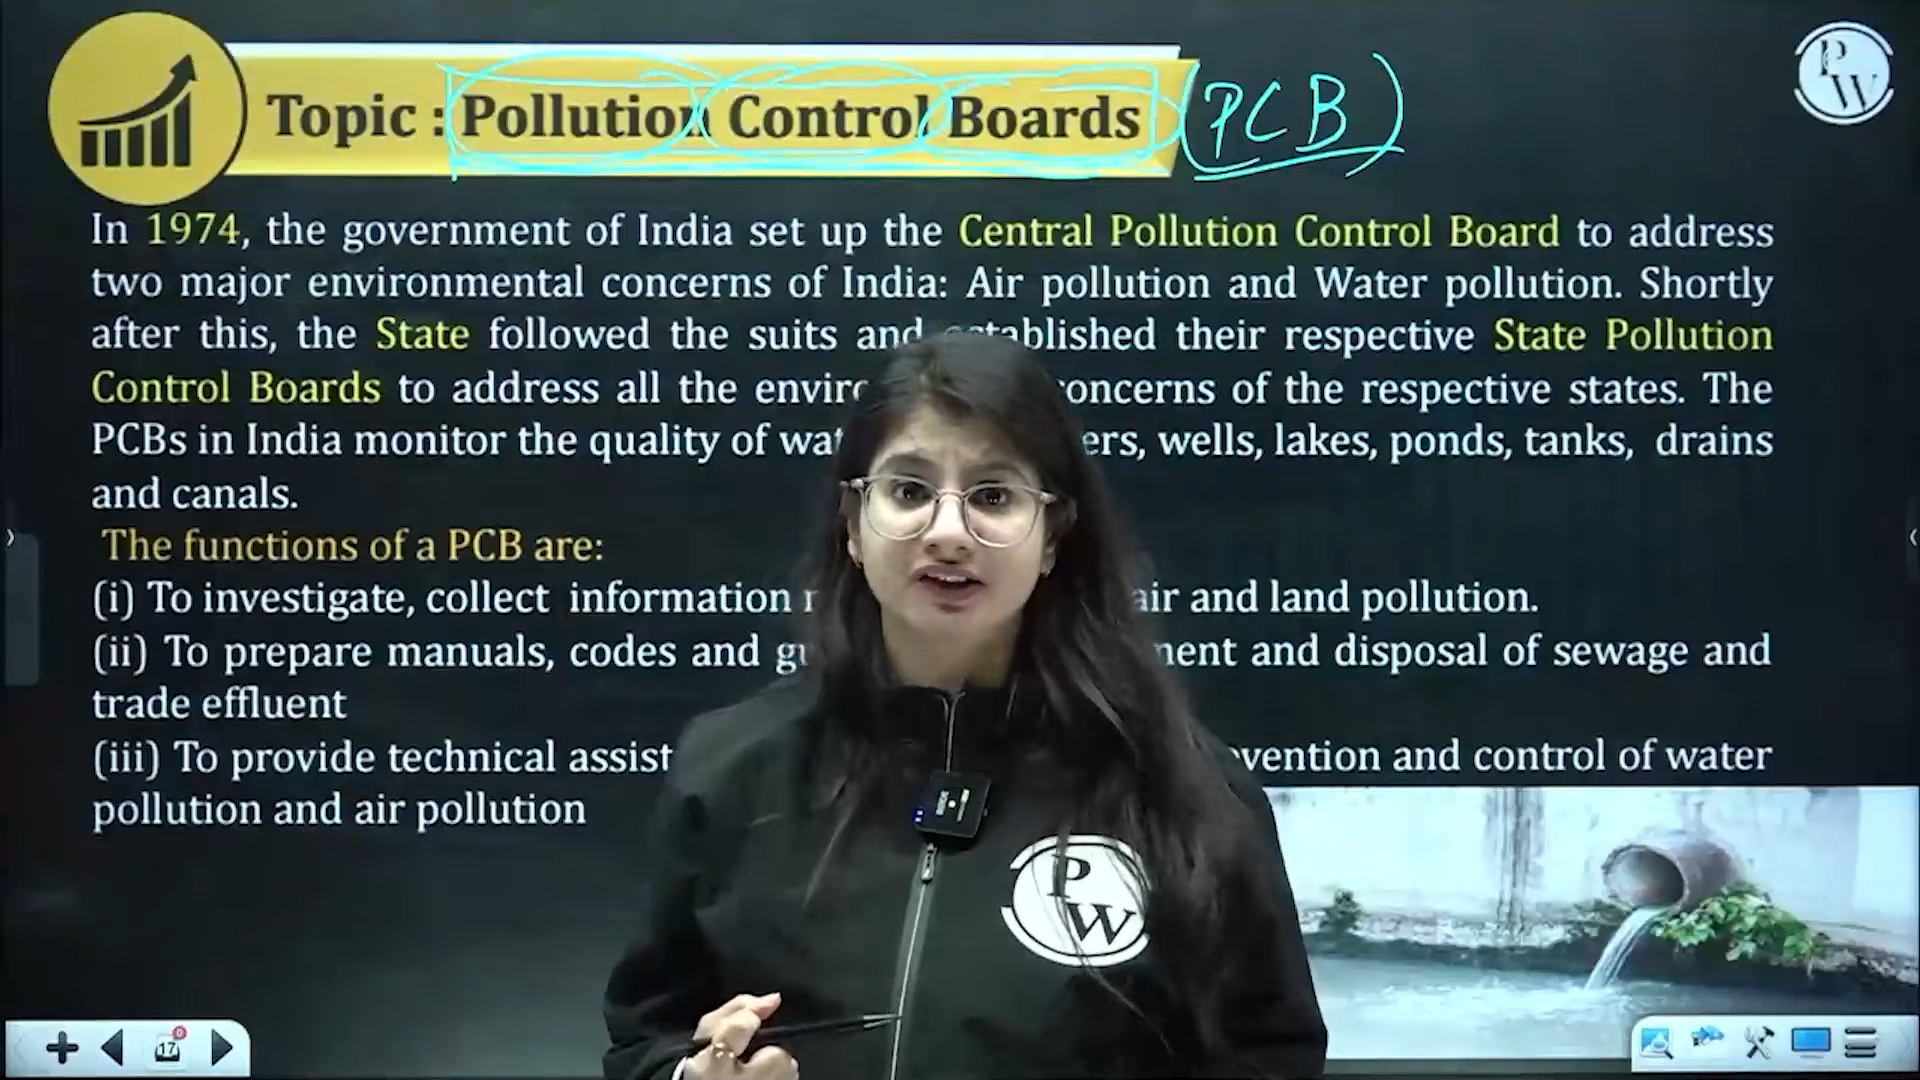 Topic : Pollution Control Boards (PCB)
PW
In 1974, the government of India set up the Central Pollution Control Board to address
two major environmental concerns of India: Air pollution and Water pollution. Shortly
after this, the State followed the suits and established their respective State Pollution
Control Boards to address all the oncerns of the respective states. The
PCBs in India monitor the quality of ers, wells, lakes, ponds, tanks, drains
and canals.
The functions of a PCB are:
(i) To investigate, collect information air and land pollution.
(ii) To prepare manuals, codes and ment and disposal of sewage and
trade effluent
(iii) To provide technical assist vention and control of water
pollution and air pollution
PW
17
0